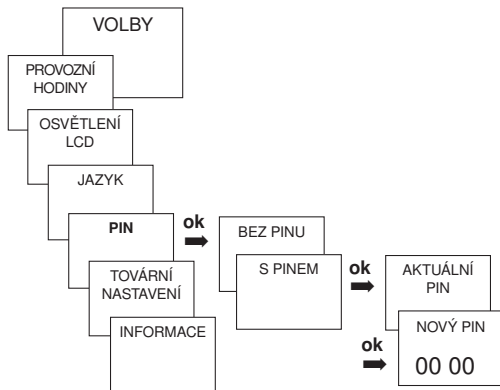 VOLBY
PROVOZNÍ
HODINY
OSVĚTLENÍ
LCD
JAZYK
PIN
ok
BEZ PINU
S PINEM
ok
AKTUÁLNÍ
PIN
TOVÁRNÍ
NASTAVENÍ
INFORMACE
ok
NOVÝ PIN
00 00